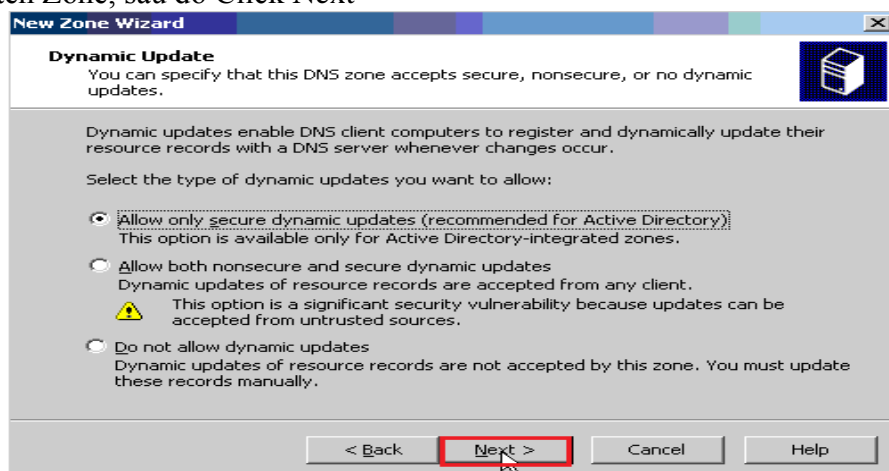 Zone, sau đó Click Next
New Zone Wizard
Dynamic Update
You can specify that this DNS zone accepts secure, nonsecure, or no dynamic
updates.
Dynamic updates enable DNS client computers to register and dynamically update their
resource records with a DNS server whenever changes occur.
Select the type of dynamic updates you want to allow:
Allow only secure dynamic updates (recommended for Active Directory)
This option is available only for Active Directory-integrated zones.
Allow both nonsecure and secure dynamic updates
Dynamic updates of resource records are accepted from any client.
This option is a significant security vulnerability because updates can be
accepted from untrusted sources.
Do not allow dynamic updates
Dynamic updates of resource records are not accepted by this zone. You must update
these records manually.
< Back Next > Cancel Help